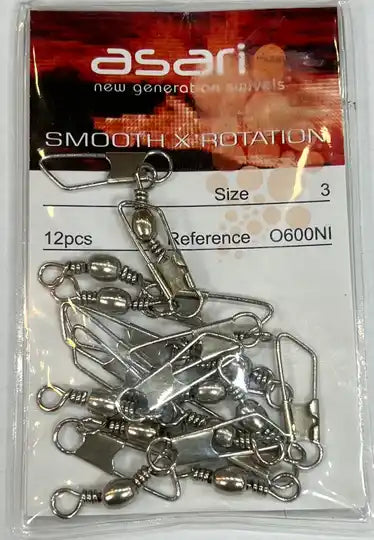 asari
new generation swivels
SMOOTH X ROTATION
Size 3
12pcs Reference O600NI